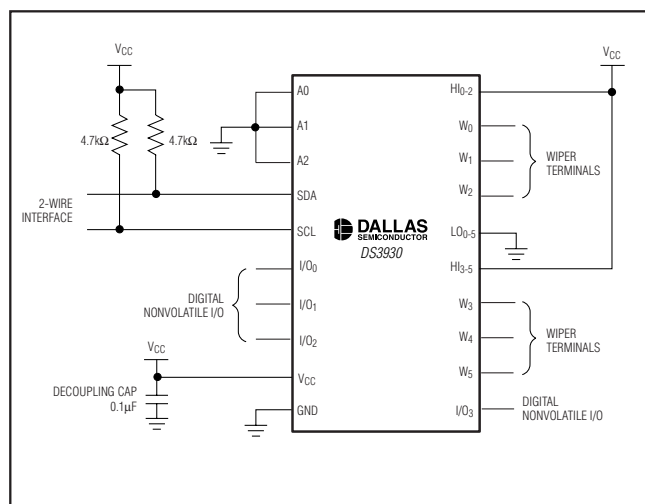 VCC
4.7kΩ
4.7kΩ
2-WIRE
INTERFACE
DIGITAL
NONVOLATILE I/O
VCC
DECOUPLING CAP
0.1µF
A0
A1
A2
SDA
SCL
I/O0
I/O1
I/O2
VCC
GND
DALLAS
SEMICONDUCTOR
DS3930
HI0-2
W0
W1
W2
LO0-5
HI3-5
W3
W4
W5
I/O3
VCC
WIPER
TERMINALS
WIPER
TERMINALS
DIGITAL
NONVOLATILE I/O